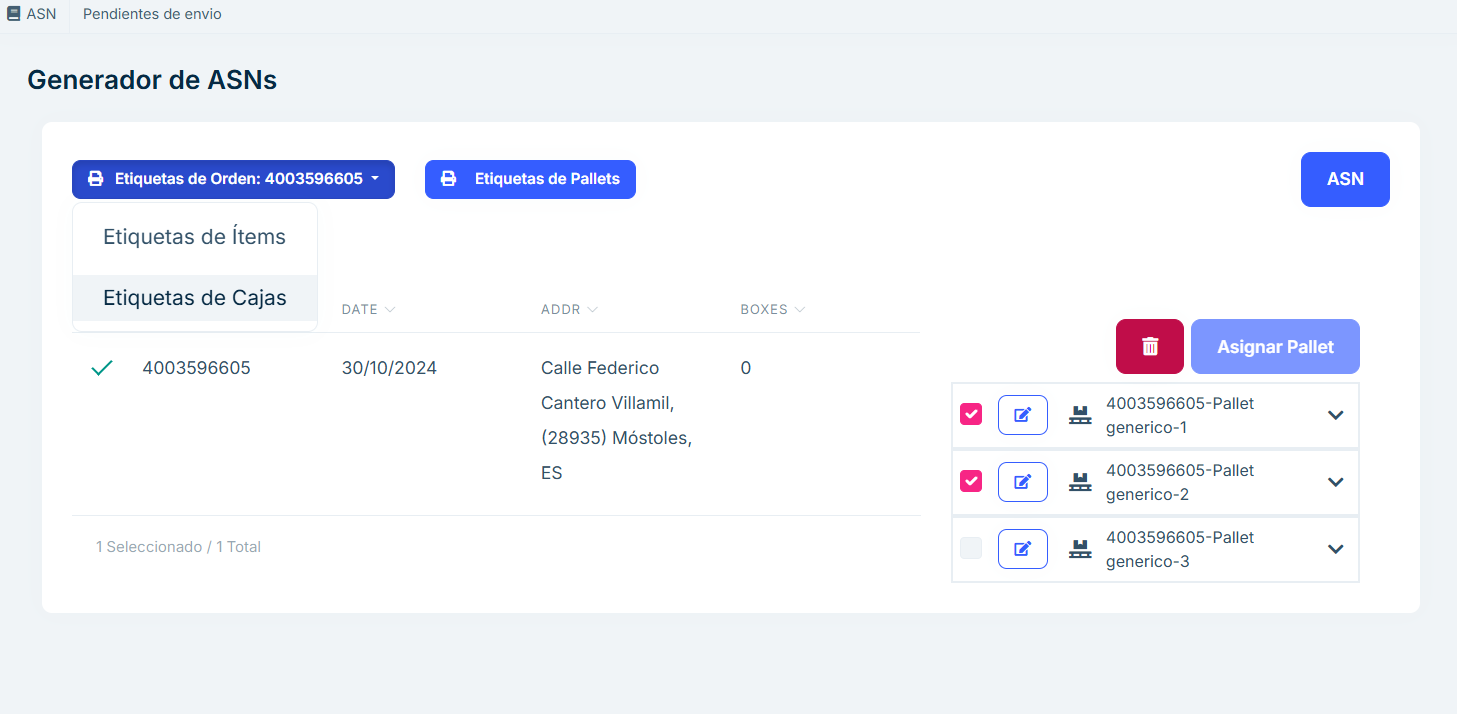 ASN
Pendientes de envio
Generador de ASNs
Etiquetas de Orden: 4003596605
Etiquetas de Pallets
ASN
Etiquetas de Ítems
Etiquetas de Cajas
DATE
ADDR
BOXES
4003596605
30/10/2024
Calle Federico
Cantero Villamil,
(28935) Móstoles,
ES
0
1 Seleccionado / 1 Total
Asignar Pallet
4003596605-Pallet
generico-1
4003596605-Pallet
generico-2
4003596605-Pallet
generico-3